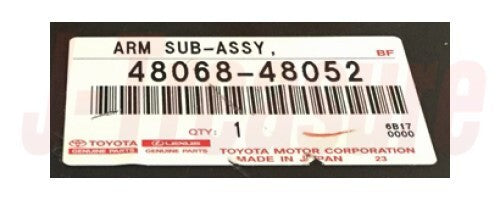 ARM SUB-ASSY,
BF
48068-48052
QTY: 1
6B17
0000
TOYOTA LEXUS
GENUINE PARTS GENUINE PARTS
TOYOTA MOTOR CORPORATION
MADE IN JAPAN 23